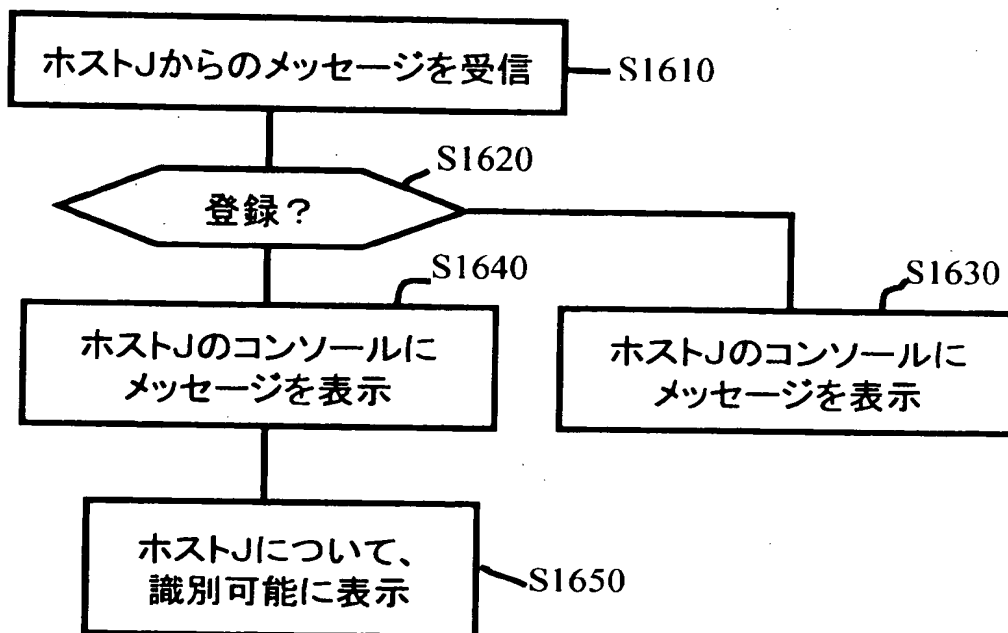 ホストJからのメッセージを受信
S1610
S1620
登録？
S1640
S1630
ホストJのコンソールに
メッセージを表示
ホストJのコンソールに
メッセージを表示
ホストJについて、
識別可能に表示
S1650